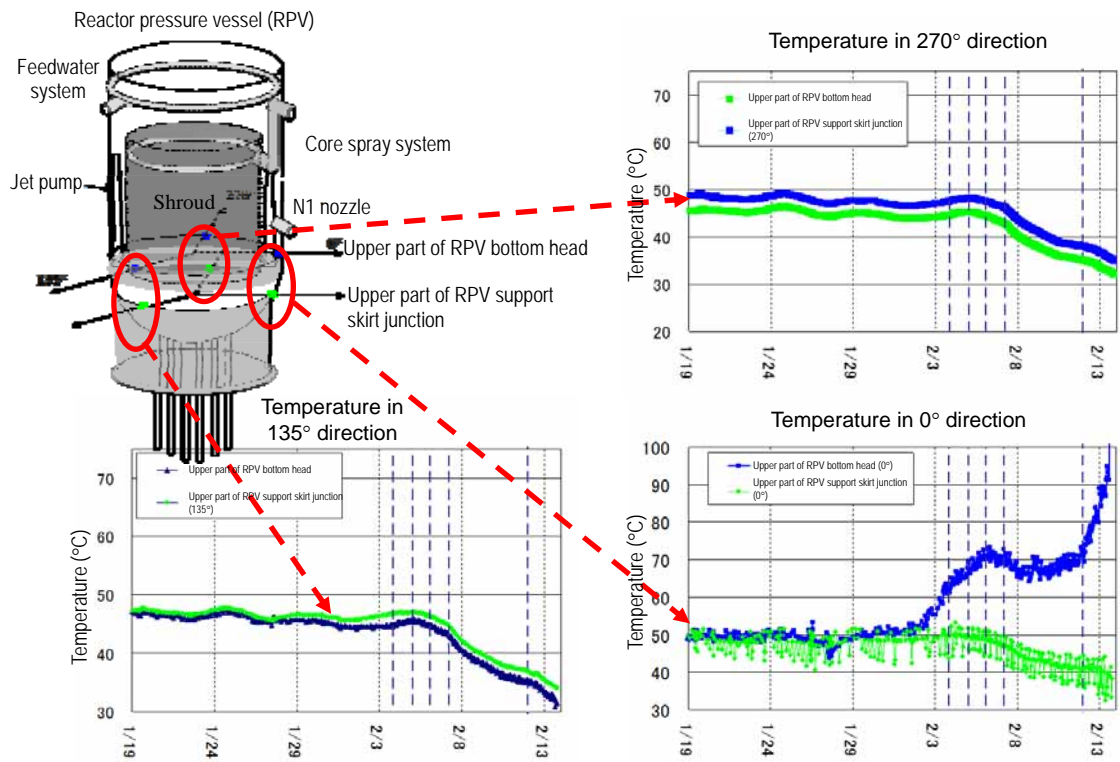 Reactor pressure vessel (RPV)
Feedwater
system
Core spray system
Jet pump
Shroud
N1 nozzle
Upper part of RPV bottom head
Upper part of RPV support
skirt junction
Temperature in 270° direction
Upper part of RPV bottom head
Upper part of RPV support skirt junction
(270°)
Temperature (°C)
70
60
50
40
30
20
1/19
1/24
1/29
2/3
2/8
2/13
Temperature in
135° direction
Upper part of RPV bottom head
Upper part of RPV support skirt junction
(135°)
Temperature (°C)
70
60
50
40
30
1/19
1/24
1/29
2/3
2/8
2/13
Temperature in 0° direction
Upper part of RPV bottom head (0°)
Upper part of RPV support skirt junction
(0°)
Temperature (°C)
100
90
80
70
60
50
40
30
1/19
1/24
1/29
2/3
2/8
2/13